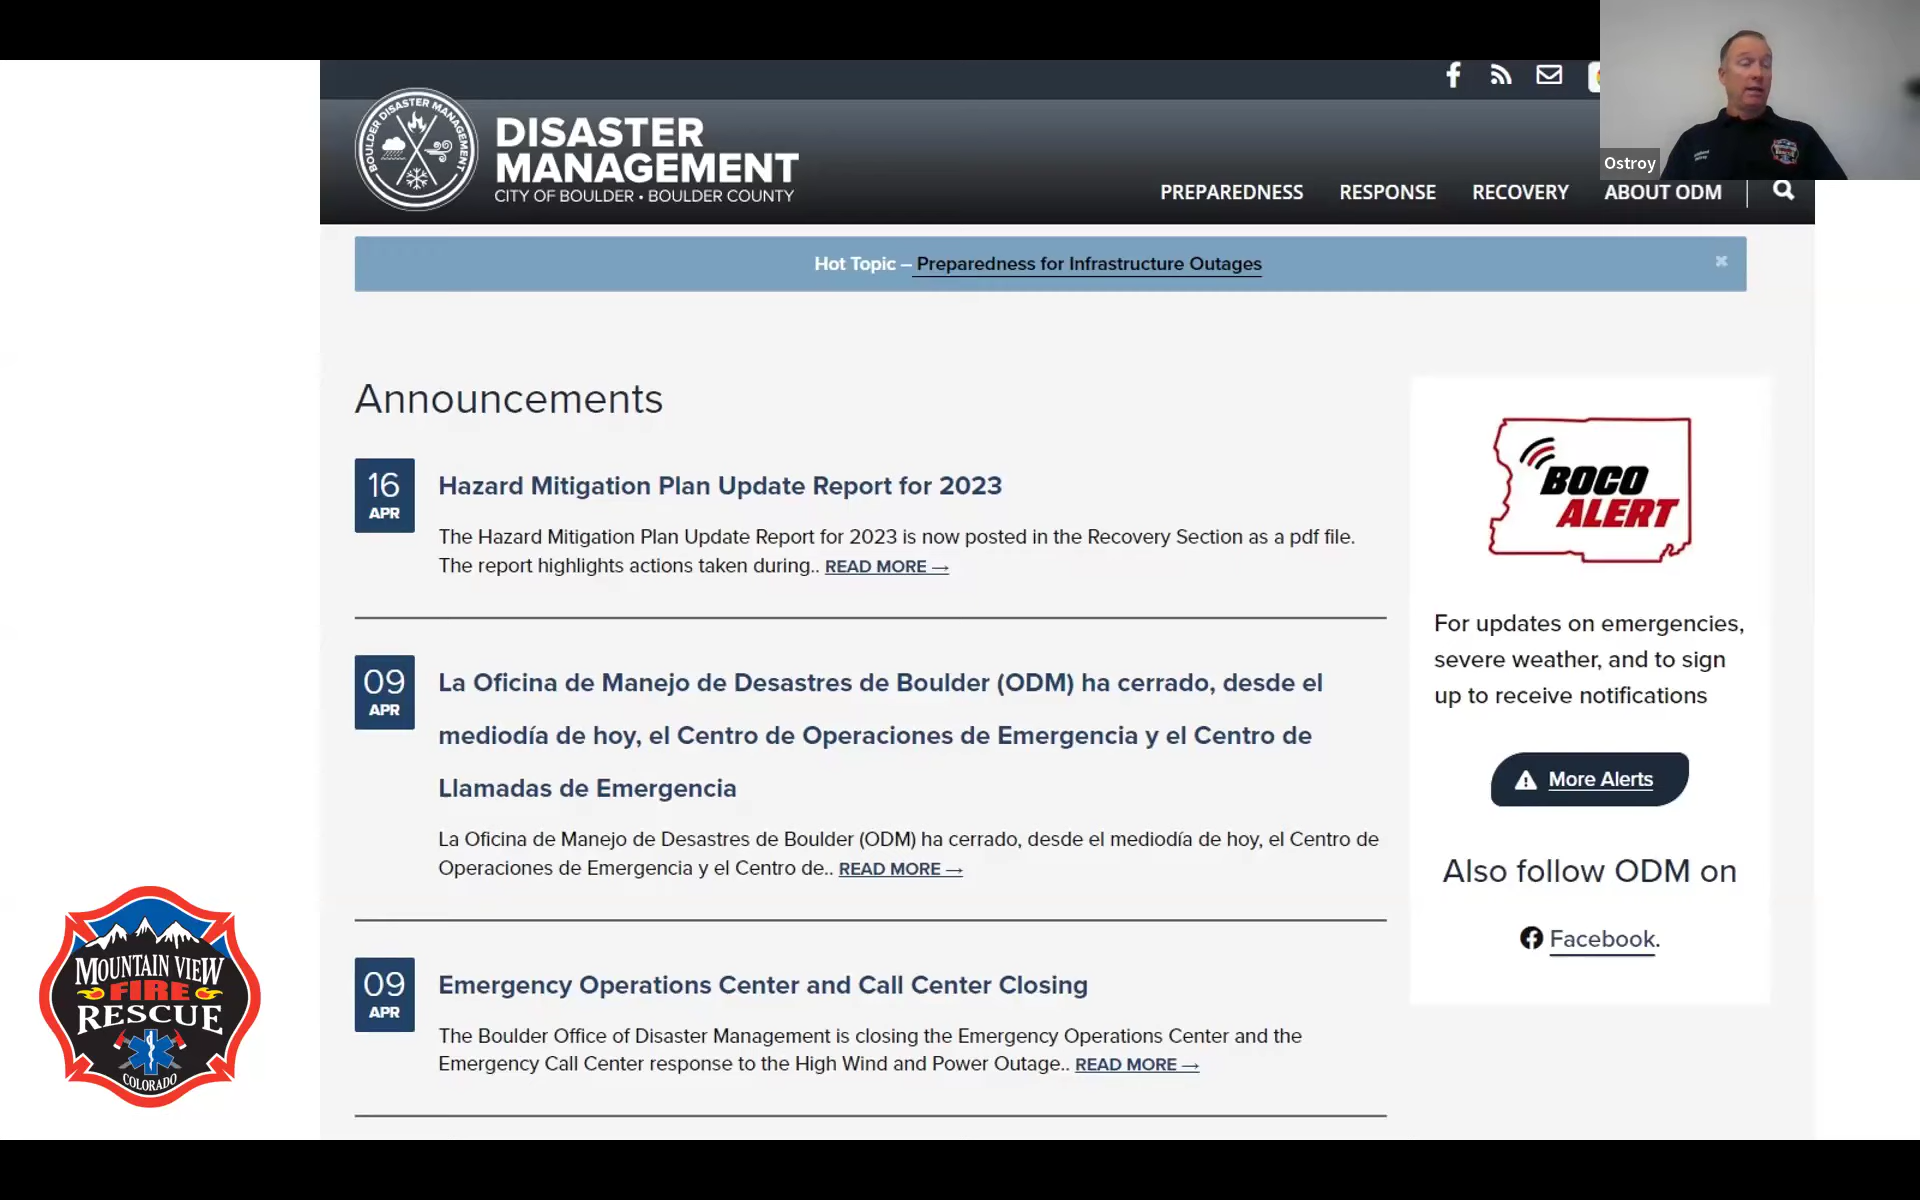 BOULDER DISASTER MANAGEMENT
DISASTER
MANAGEMENT
CITY OF BOULDER • BOULDER COUNTY
PREPAREDNESS
RESPONSE
RECOVERY
ABOUT ODM
Ostroy
Hot Topic – Preparedness for Infrastructure Outages
Announcements
16
APR
Hazard Mitigation Plan Update Report for 2023
The Hazard Mitigation Plan Update Report for 2023 is now posted in the Recovery Section as a pdf file.
The report highlights actions taken during.. READ MORE →
09
APR
La Oficina de Manejo de Desastres de Boulder (ODM) ha cerrado, desde el
mediodía de hoy, el Centro de Operaciones de Emergencia y el Centro de
Llamadas de Emergencia
La Oficina de Manejo de Desastres de Boulder (ODM) ha cerrado, desde el mediodía de hoy, el Centro de
Operaciones de Emergencia y el Centro de.. READ MORE →
09
APR
Emergency Operations Center and Call Center Closing
The Boulder Office of Disaster Management is closing the Emergency Operations Center and the
Emergency Call Center response to the High Wind and Power Outage.. READ MORE →
BOCO
ALERT
For updates on emergencies,
severe weather, and to sign
up to receive notifications
More Alerts
Also follow ODM on
Facebook.
MOUNTAIN VIEW
FIRE
RESCUE
COLORADO